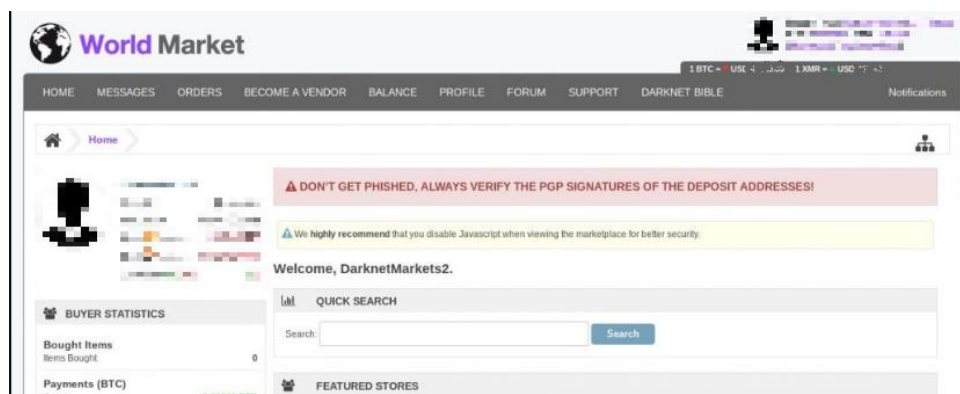 World Market
1 BTC = USD 1 XMR = USD
HOME MESSAGES ORDERS BECOME A VENDOR BALANCE PROFILE FORUM SUPPORT DARKNET BIBLE Notifications
Home
DON'T GET PHISHED, ALWAYS VERIFY THE PGP SIGNATURES OF THE DEPOSIT ADDRESSES!
We highly recommend that you disable Javascript when viewing the marketplace for better security.
Welcome, DarknetMarkets2.
QUICK SEARCH
Search: Search
BUYER STATISTICS
Bought Items
Items Bought 0
Payments (BTC)
FEATURED STORES